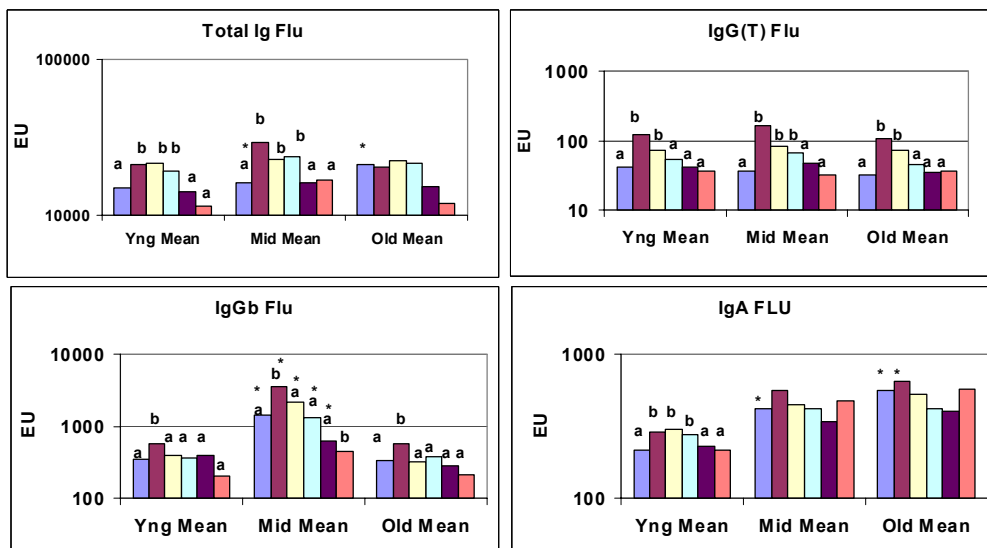 Total Ig Flu
100000
EU
10000
a b b b a a
* a b b b a a
*
Yng Mean Mid Mean Old Mean
IgG(T) Flu
1000
EU
100
10
a b b a a a
a b b b a a
a b b a a a
Yng Mean Mid Mean Old Mean
IgGb Flu
10000
EU
1000
100
a b a a a a
* a * b * a * a * a b
a b a a a a
Yng Mean Mid Mean Old Mean
IgA FLU
1000
EU
100
a b b b a a
*
* *
Yng Mean Mid Mean Old Mean